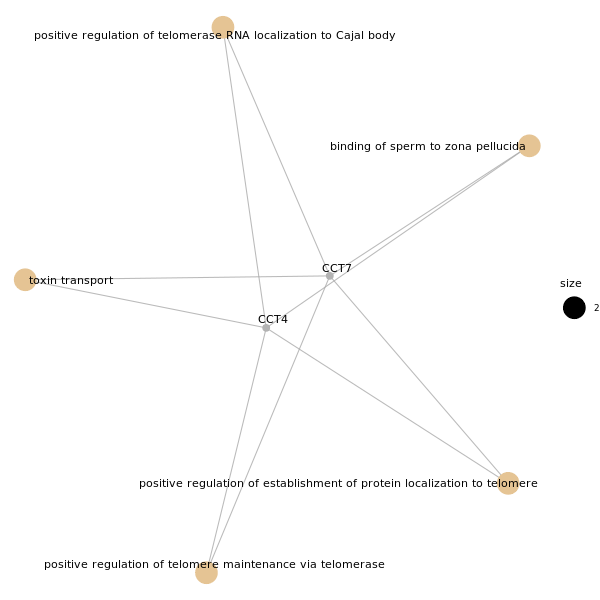 positive regulation of telomerase RNA localization to Cajal body
binding of sperm to zona pellucida
CCT7
toxin transport
size
2
CCT4
positive regulation of establishment of protein localization to telomere
positive regulation of telomere maintenance via telomerase